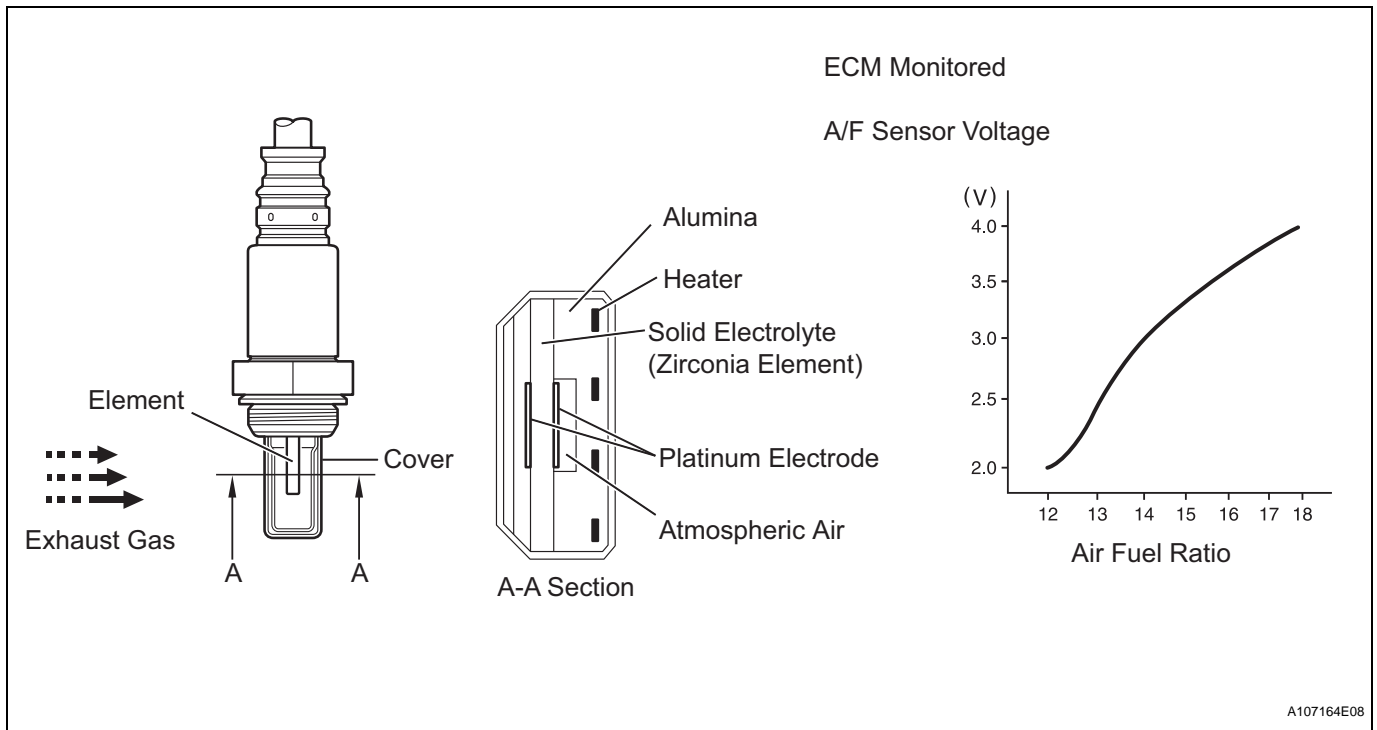 ECM Monitored
A/F Sensor Voltage
Element
Cover
Exhaust Gas
A
A
Alumina
Heater
Solid Electrolyte
(Zirconia Element)
Platinum Electrode
Atmospheric Air
A-A Section
(V)
4.0
3.5
3.0
2.5
2.0
12 13 14 15 16 17 18
Air Fuel Ratio
A107164E08